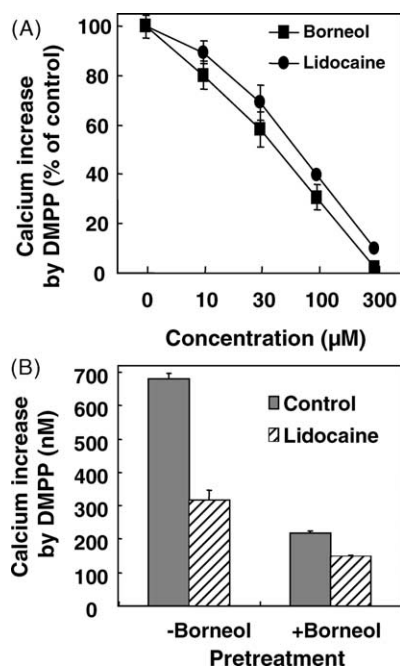 (A)
Calcium increase
by DMPP (% of control)
100
80
60
40
20
0
Borneol
Lidocaine
0 10 30 100 300
Concentration (µM)
(B)
Calcium increase
by DMPP (nM)
700
600
500
400
300
200
100
0
Control
Lidocaine
-Borneol +Borneol
Pretreatment